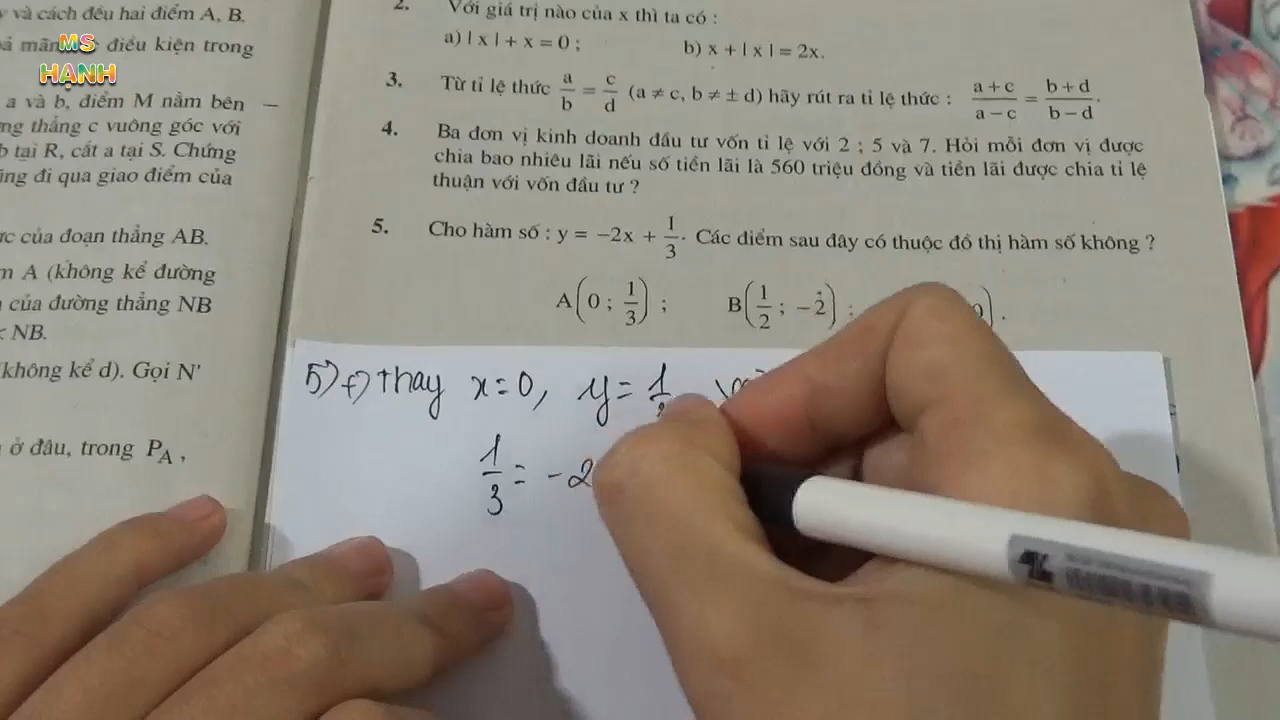 y và cách đều hai điểm A, B.
điều kiện trong
MS
HẠNH
a và b, điểm M nằm bên
ng thẳng c vuông góc với
b tại R, cắt a tại S. Chứng
ũng đi qua giao điểm của
ực của đoạn thẳng AB.
m A (không kể đường
của đường thẳng NB
< NB.
(không kể d). Gọi N'
ở đâu, trong P_A ,
2. Với giá trị nào của x thì ta có :
a) | x | + x = 0 ; b) x + | x | = 2x.
3. Từ tỉ lệ thức a/b = c/d (a ≠ c, b ≠ ± d) hãy rút ra tỉ lệ thức : (a + c)/(a − c) = (b + d)/(b − d).
4. Ba đơn vị kinh doanh đầu tư vốn tỉ lệ với 2 ; 5 và 7. Hỏi mỗi đơn vị được
chia bao nhiêu lãi nếu số tiền lãi là 560 triệu đồng và tiền lãi được chia tỉ lệ
thuận với vốn đầu tư ?
5. Cho hàm số : y = −2x + 1/3. Các điểm sau đây có thuộc đồ thị hàm số không ?
A(0 ; 1/3) ; B(1/2 ; −2) ;
5) +) thay x = 0, y = 1/3
1/3 = -2